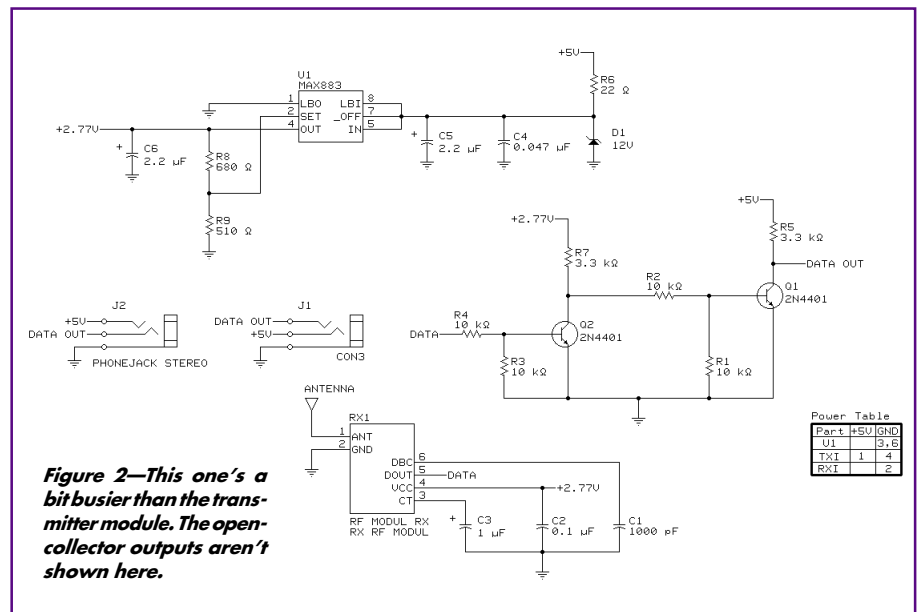 +5V
R6
22 Ω
U1
MAX883
1 LBO LBI 8
2 SET _OFF 7
4 OUT IN 5
+2.77V
+ C6
2.2 µF
R8
680 Ω
R9
510 Ω
+ C5
2.2 µF
C4
0.047 µF
D1
12V
+2.77V
R7
3.3 kΩ
+5V
R5
3.3 kΩ
DATA OUT
R2
10 kΩ
Q1
2N4401
DATA
R4
10 kΩ
Q2
2N4401
R3
10 kΩ
R1
10 kΩ
J2
+5V
DATA OUT
PHONEJACK STEREO
J1
DATA OUT
+5V
CON3
ANTENNA
RX1
1 ANT
2 GND
DBC 6
DOUT 5 DATA
VCC 4 +2.77V
CT 3
RF MODUL RX
RX RF MODUL
+ C3
1 µF
C2
0.1 µF
C1
1000 pF
Power Table
Part +5V GND
U1 3,6
TXI 1 4
RXI 2
Figure 2—This one's a
bit busier than the trans-
mitter module. The open-
collector outputs aren't
shown here.